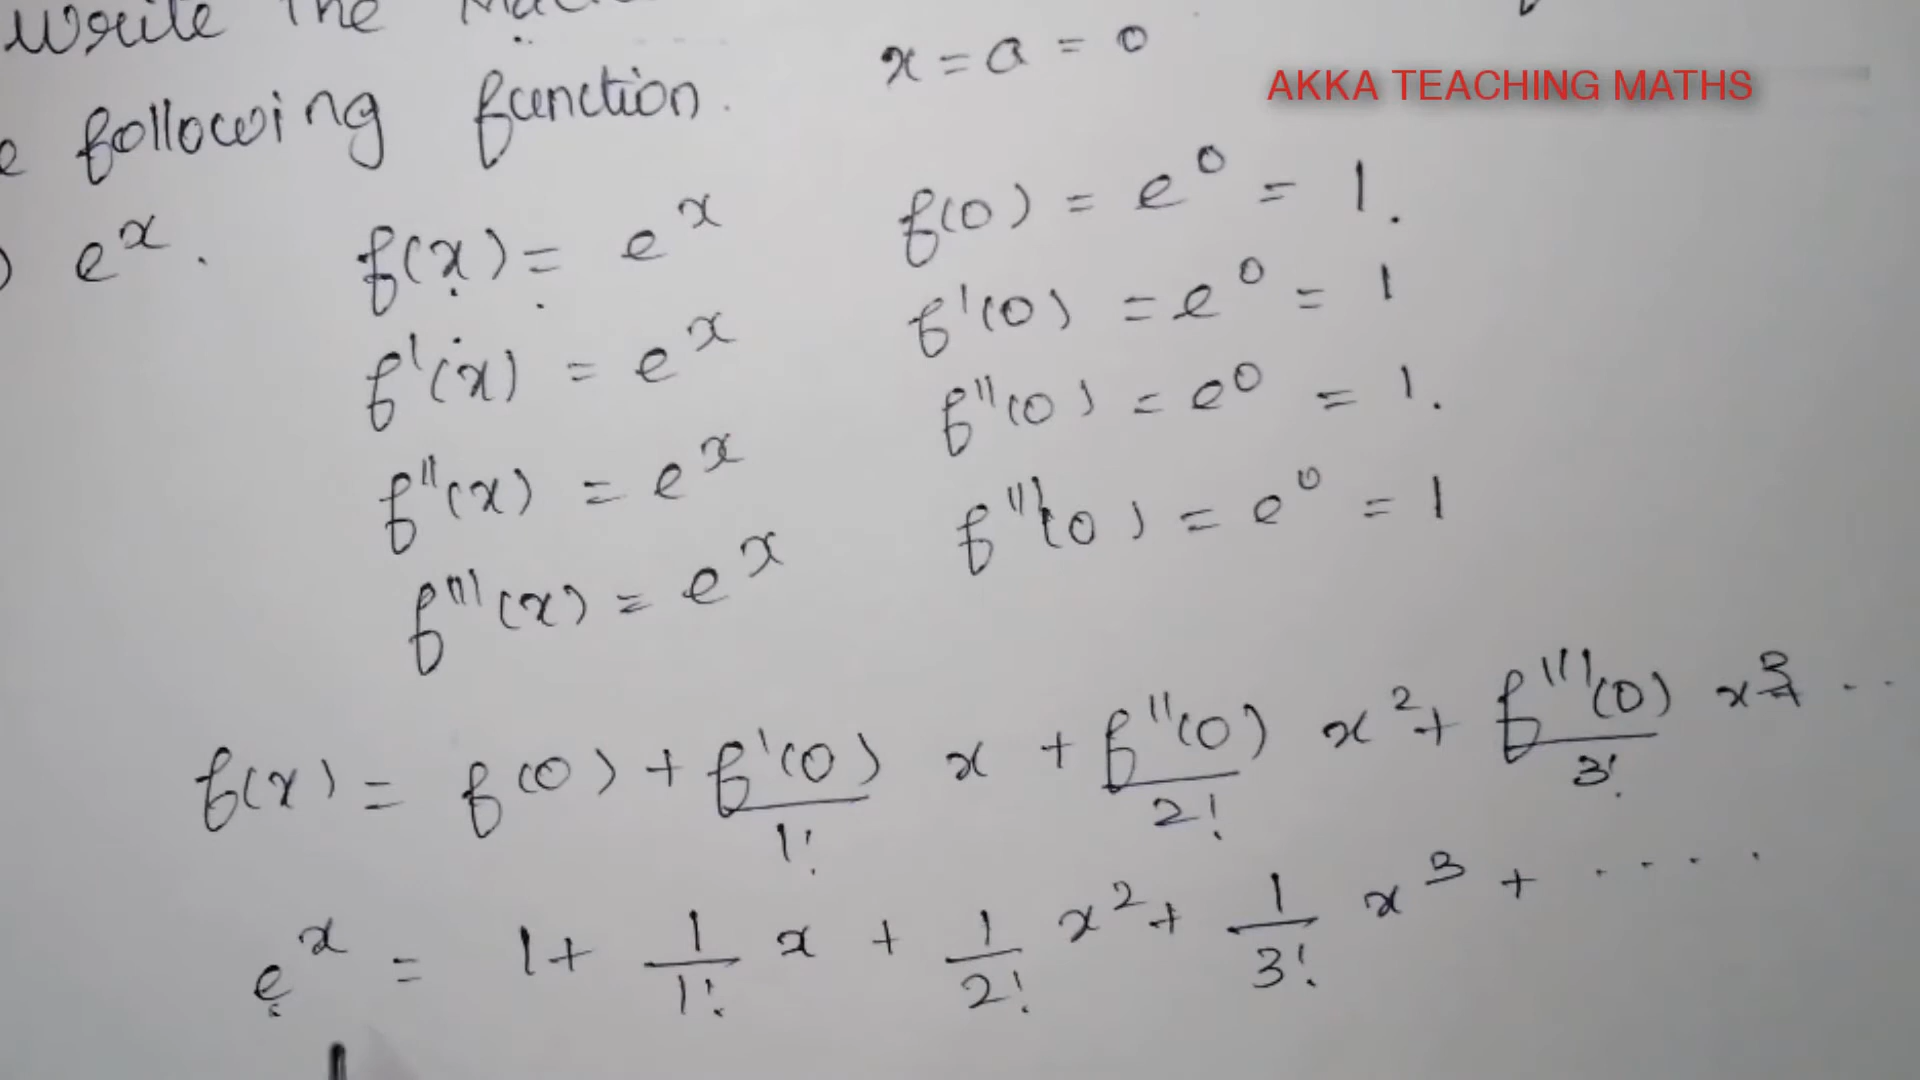 Write The
x = a = 0
AKKA TEACHING MATHS
e following function.
) e^x.
f(x) = e^x
f(0) = e^0 = 1.
f'(x) = e^x
f'(0) = e^0 = 1
f''(x) = e^x
f''(0) = e^0 = 1.
f'''(x) = e^x
f'''(0) = e^0 = 1
f(x) = f(0) + f'(0)/1! x + f''(0)/2! x^2 + f'''(0)/3! x^3 ..
e^x = 1 + 1/1! x + 1/2! x^2 + 1/3! x^3 + .....